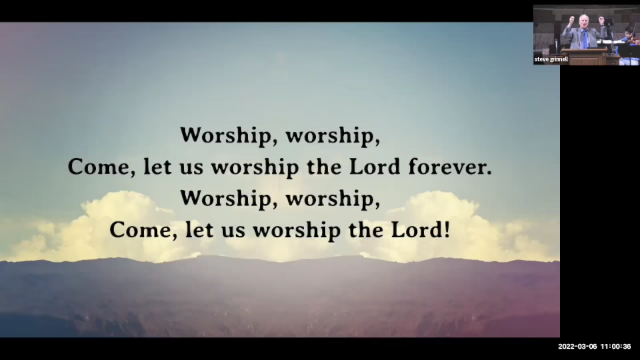 Worship, worship,
Come, let us worship the Lord forever.
Worship, worship,
Come, let us worship the Lord!
steve grinnell
2022-03-06 11:00:36